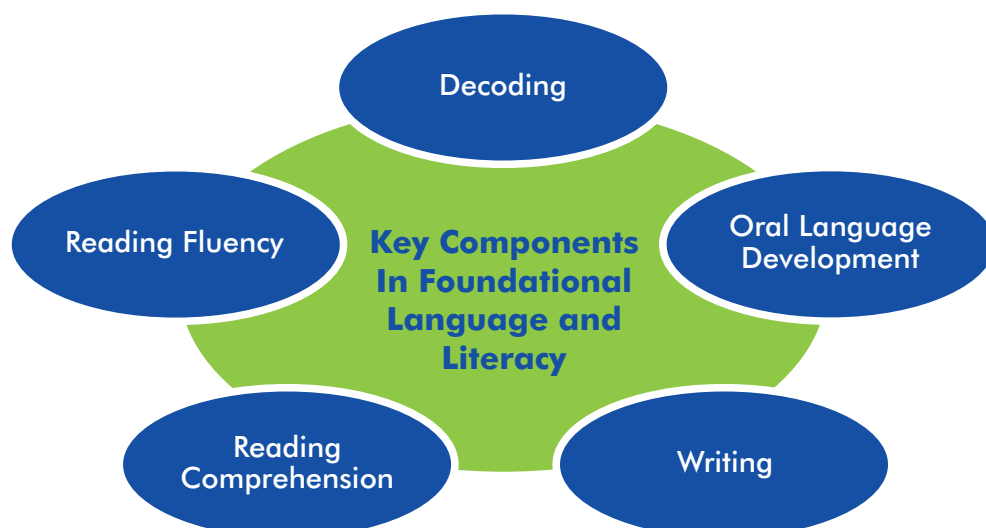 Decoding
Reading Fluency
Oral Language
Development
Key Components
In Foundational
Language and
Literacy
Reading
Comprehension
Writing